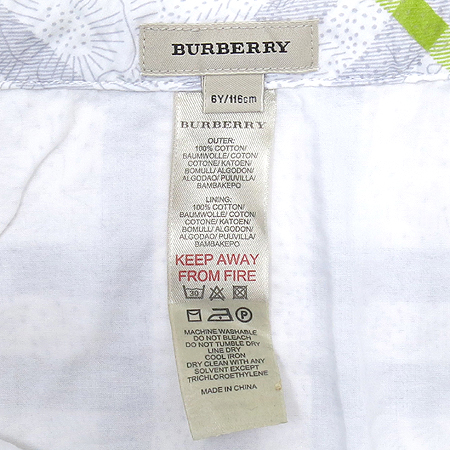 BURBERRY
6Y/116cm
BURBERRY
OUTER:
100% COTTON/
BAUMWOLLE/ COTON/
COTONE/ KATOEN/
BOMULL/ ALGODON/
ALGODAO/ PUUVILLA/
BAMBAKEPO
LINING:
100% COTTON/
BAUMWOLLE/ COTON/
COTONE/ KATOEN/
BOMULL/ ALGODON/
ALGODAO/ PUUVILLA/
BAMBAKEPO
KEEP AWAY
FROM FIRE
30
P
MACHINE WASHABLE
DO NOT BLEACH
DO NOT TUMBLE DRY
LINE DRY
COOL IRON
DRY CLEAN WITH ANY
SOLVENT EXCEPT
TRICHLOROETHYLENE
MADE IN CHINA